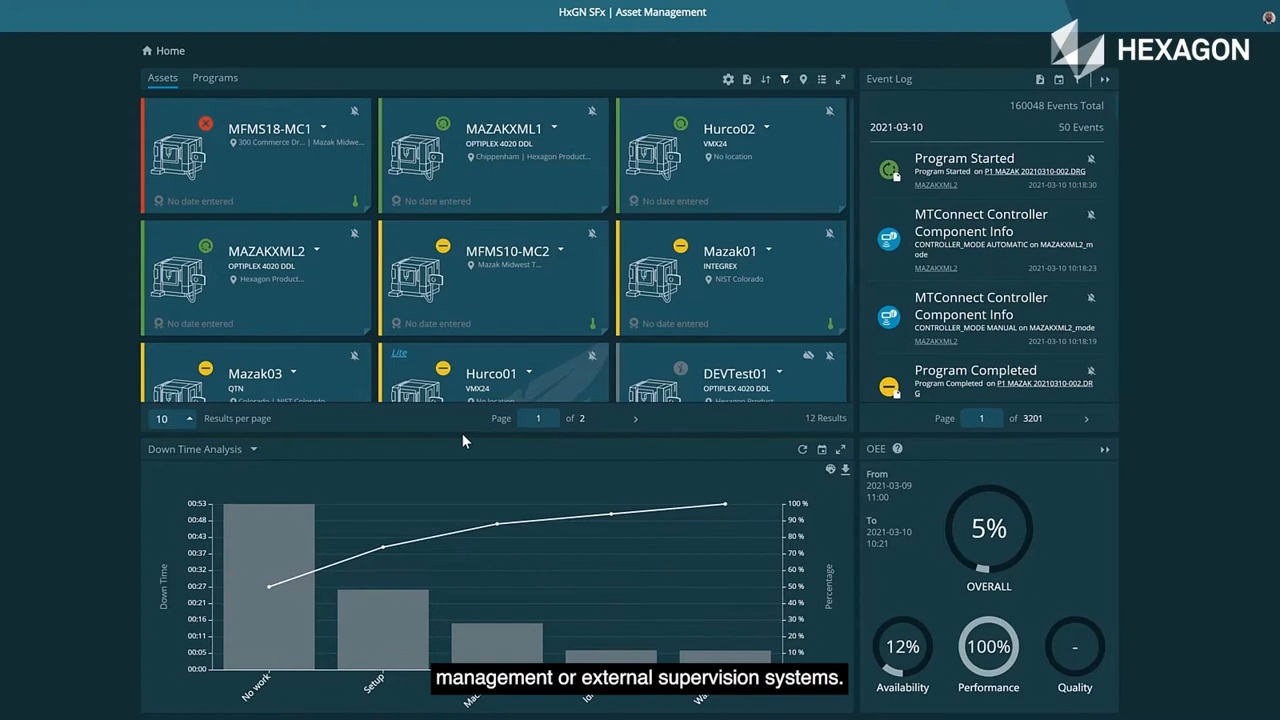 HxGN SFx | Asset Management
HEXAGON
Home
Assets Programs
MFMS18-MC1
300 Commerce Dr... | Mazak Midwe...
No date entered
MAZAKXML1
OPTIPLEX 4020 DDL
Chippenham | Hexagon Product...
No date entered
Hurco02
VMX24
No location
No date entered
MAZAKXML2
OPTIPLEX 4020 DDL
Hexagon Product...
No date entered
MFMS10-MC2
Mazak Midwest T...
No date entered
Mazak01
INTEGREX
NIST Colorado
No date entered
Mazak03
QTN
Colorado | NIST Colorado
Lite
Hurco01
VMX24
No location
DEVTest01
OPTIPLEX 4020 DDL
Hexagon Product...
10 Results per page
Page 1 of 2
12 Results
Event Log
160048 Events Total
2021-03-10 50 Events
Program Started
Program Started on P1 MAZAK 20210310-002.DRG
MAZAKXML2 2021-03-10 10:18:30
MTConnect Controller
Component Info
CONTROLLER_MODE AUTOMATIC on MAZAKXML2_m
ode
MAZAKXML2 2021-03-10 10:18:23
MTConnect Controller
Component Info
CONTROLLER_MODE MANUAL on MAZAKXML2_mode
MAZAKXML2 2021-03-10 10:18:19
Program Completed
Program Completed on P1 MAZAK 20210310-002.DR
G
Page 1 of 3201
Down Time Analysis
Down Time
00:53
00:48
00:43
00:37
00:32
00:27
00:21
00:16
00:11
00:05
00:00
100 %
90 %
80 %
70 %
60 %
50 %
40 %
30 %
20 %
10 %
Percentage
No work
Setup
OEE
From
2021-03-09
11:00
To
2021-03-10
10:21
5%
OVERALL
12%
Availability
100%
Performance
-
Quality
management or external supervision systems.